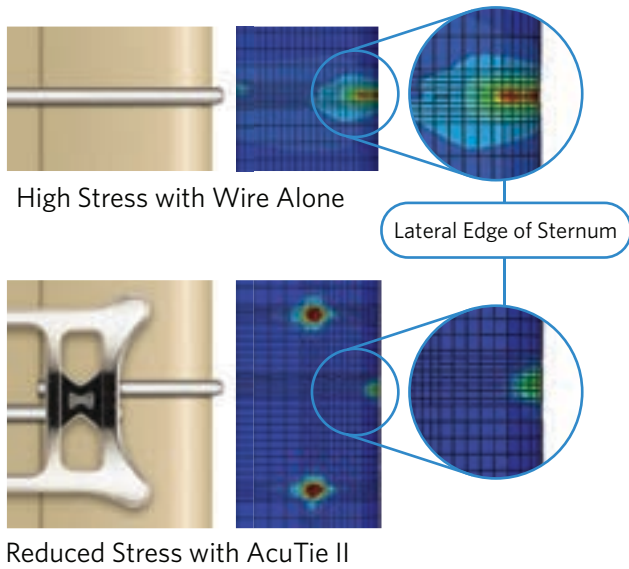 High Stress with Wire Alone
Lateral Edge of Sternum
Reduced Stress with AcuTie II